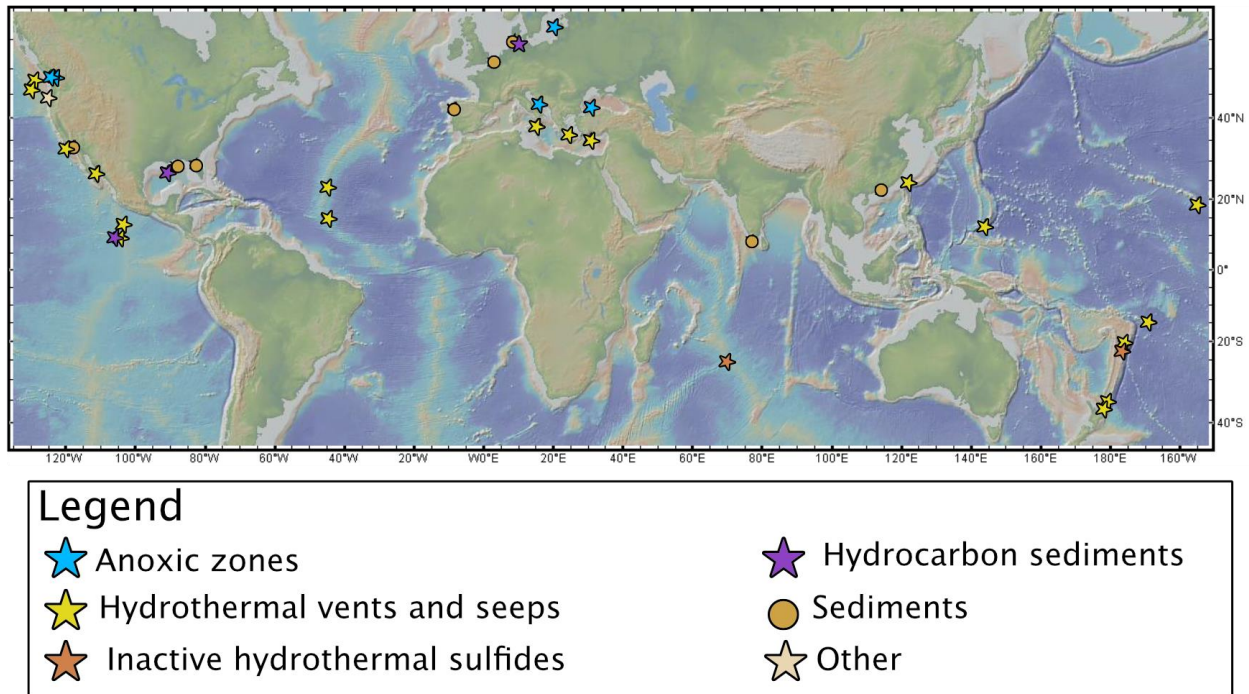 40°N
20°N
0°
20°S
40°S
120°W 100°W 80°W 60°W 40°W 20°W W0°E 20°E 40°E 60°E 80°E 100°E 120°E 140°E 160°E 180°E 160°W
Legend
Anoxic zones
Hydrocarbon sediments
Hydrothermal vents and seeps
Sediments
Inactive hydrothermal sulfides
Other